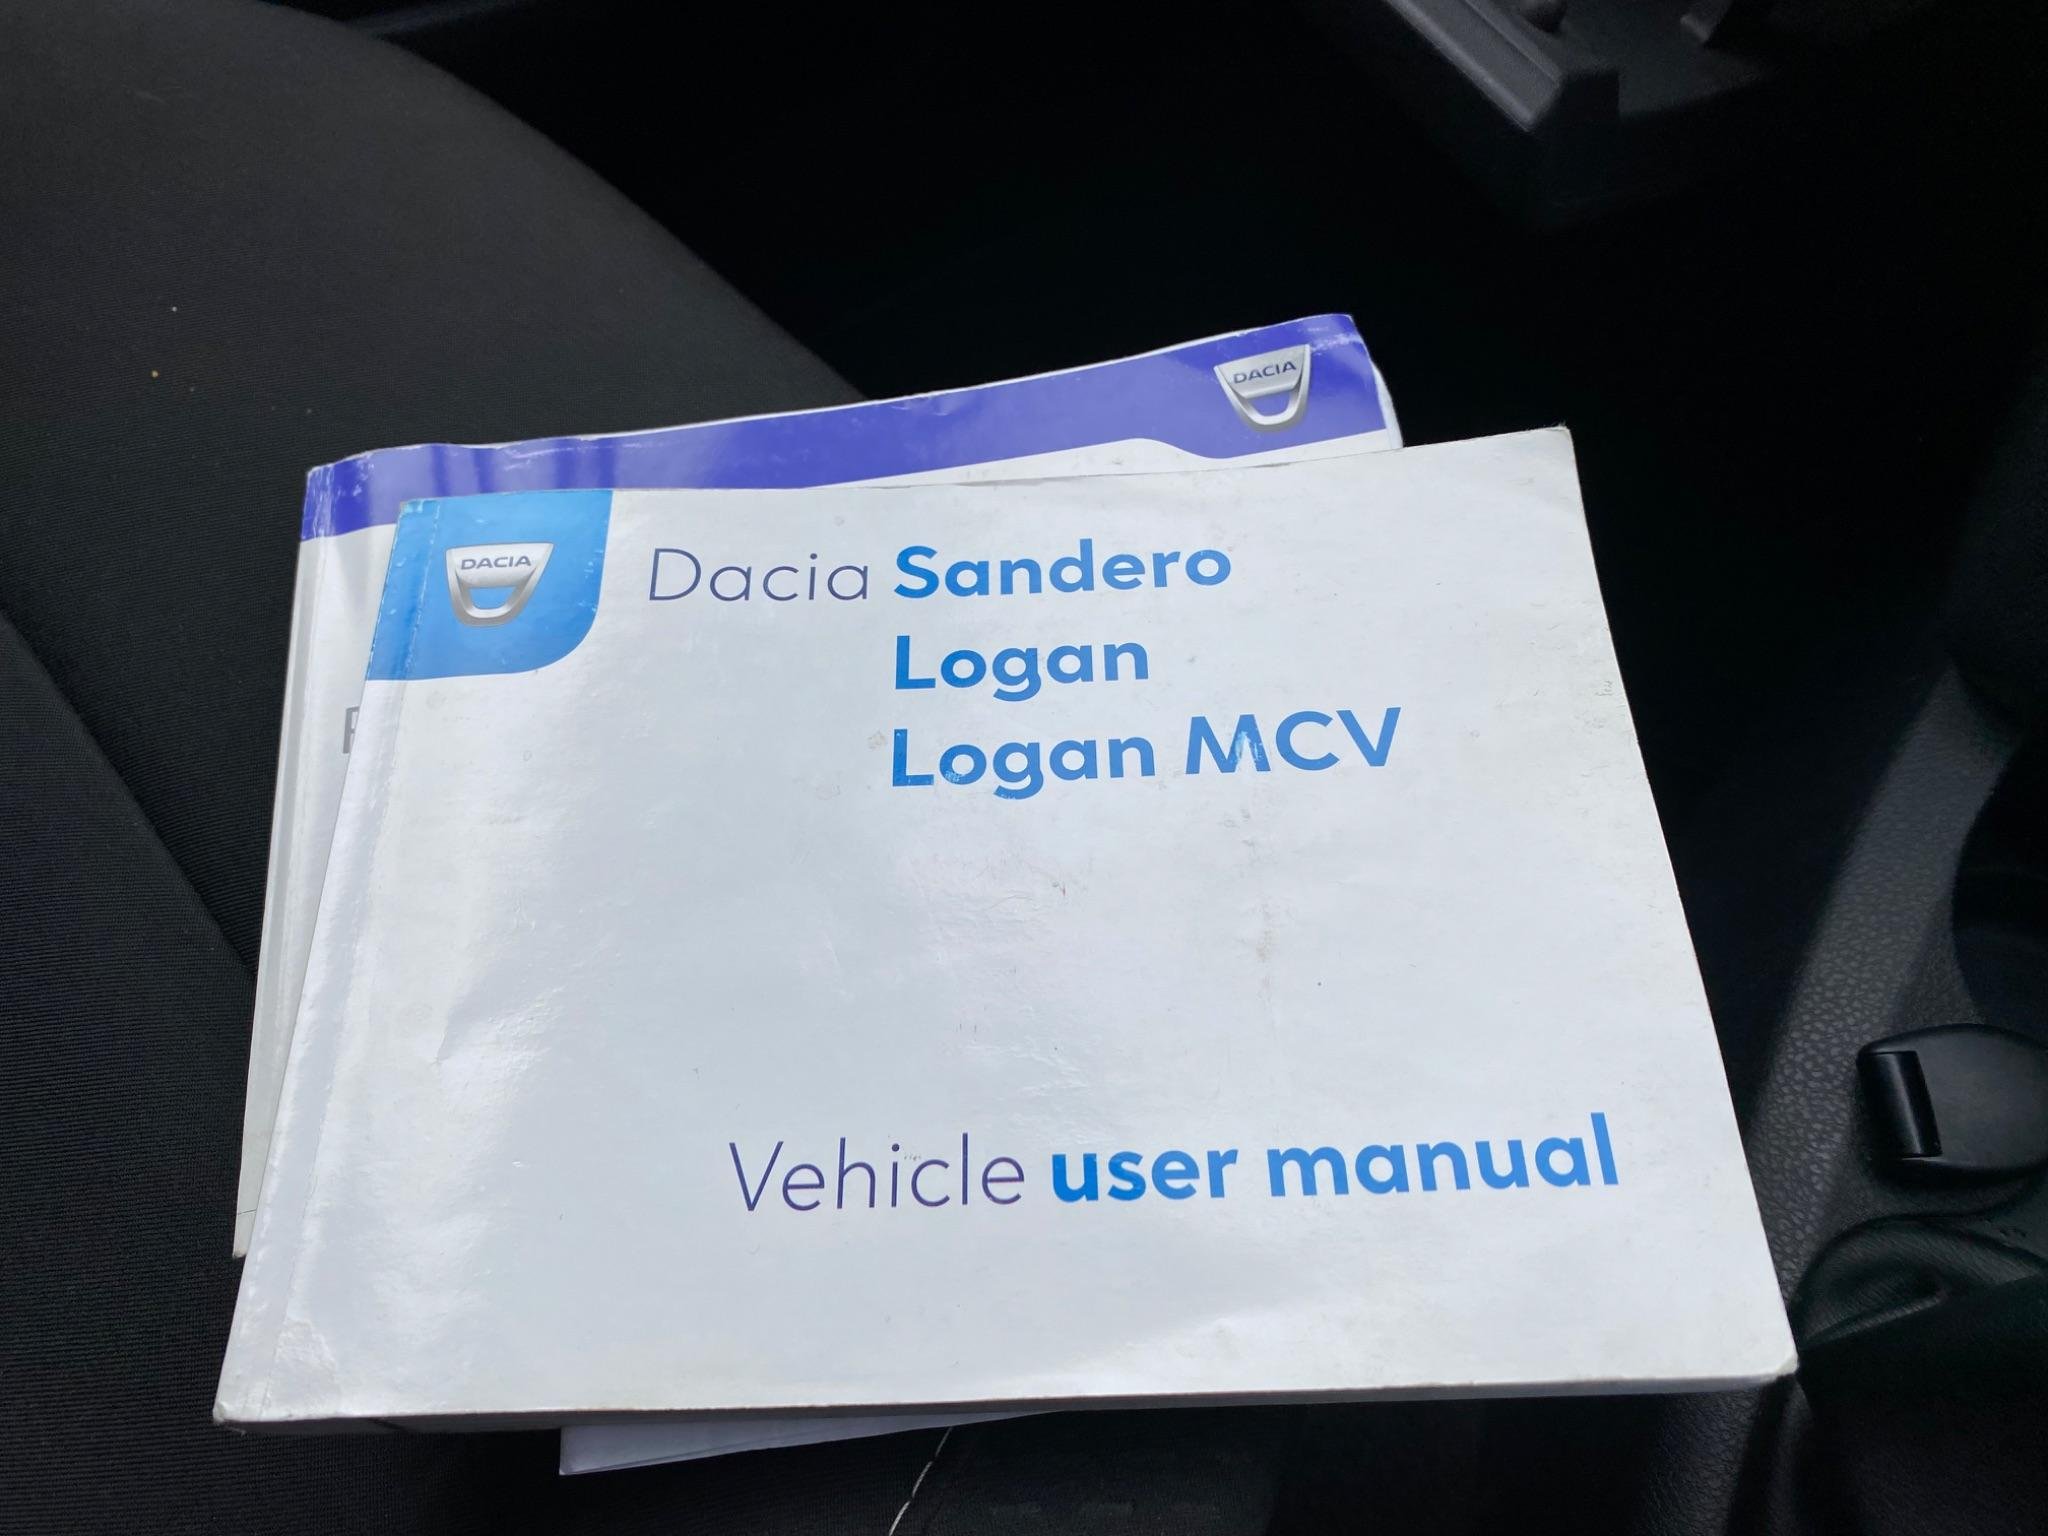 DACIA
DACIA
Dacia Sandero
Logan
Logan MCV
Vehicle user manual